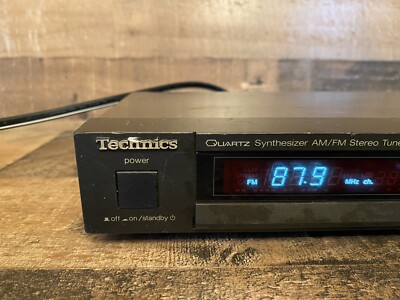 Technics
QUARTZ Synthesizer AM/FM Stereo Tune
power
FM 87.9 MHz ch.
off on/standby